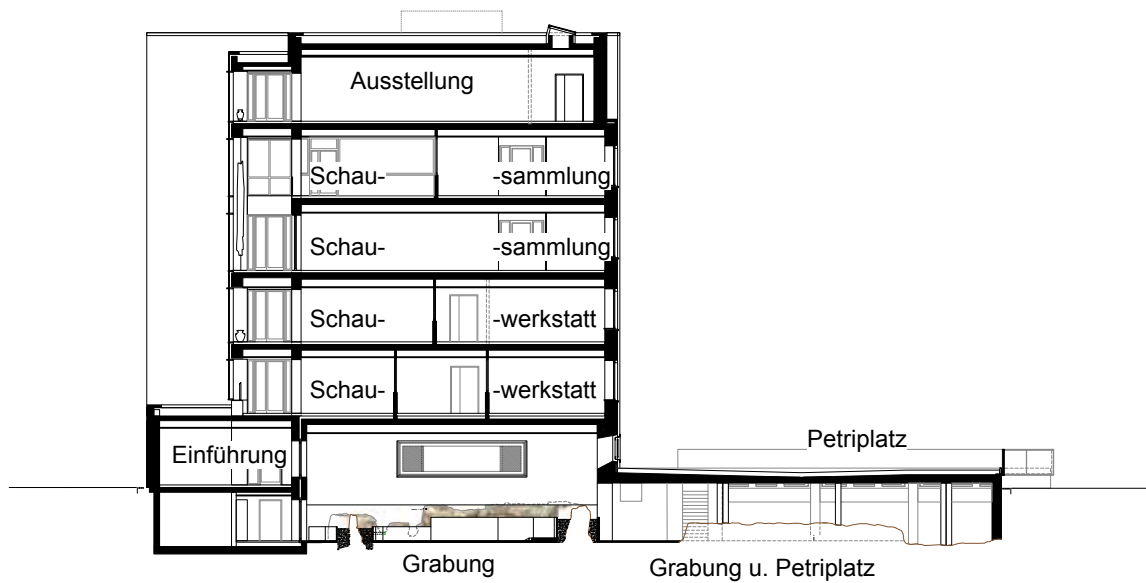 Ausstellung
Schau- -sammlung
Schau- -sammlung
Schau- -werkstatt
Schau- -werkstatt
Petriplatz
Einführung
Grabung
Grabung u. Petriplatz